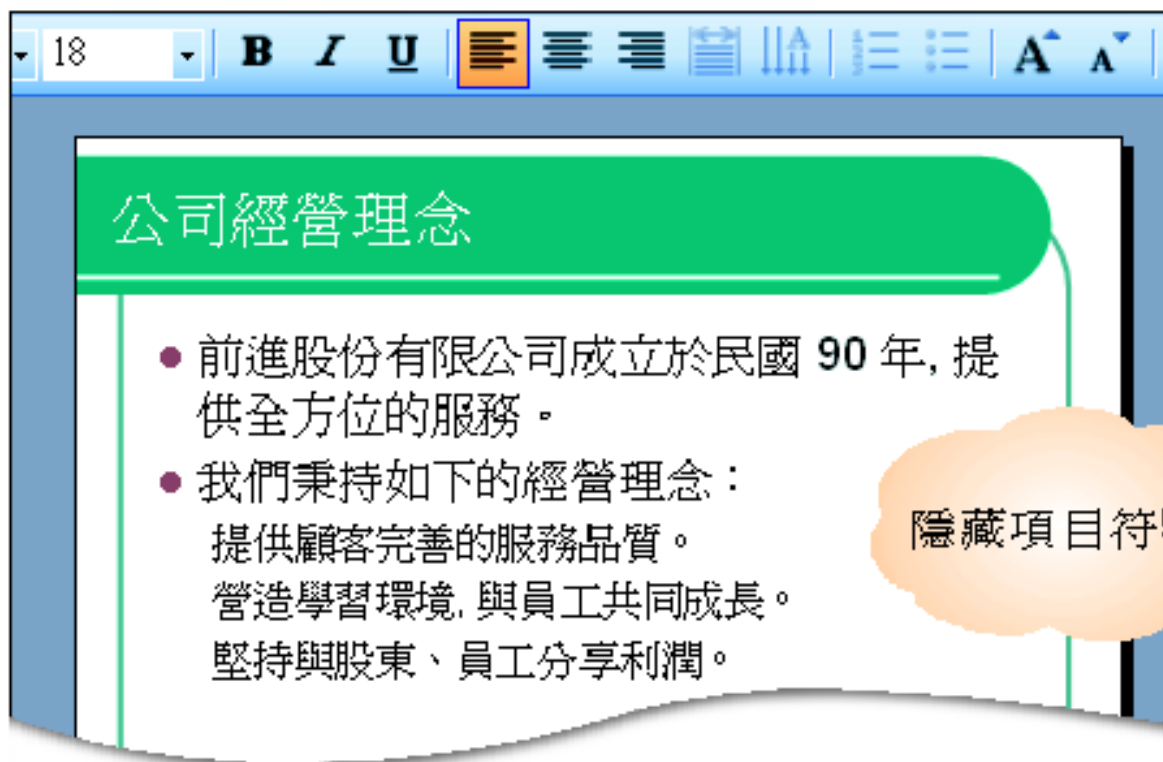 18
B I U
公司經營理念
前進股份有限公司成立於民國 90 年, 提
供全方位的服務。
我們秉持如下的經營理念：
提供顧客完善的服務品質。
營造學習環境, 與員工共同成長。
堅持與股東、員工分享利潤。
隱藏項目符